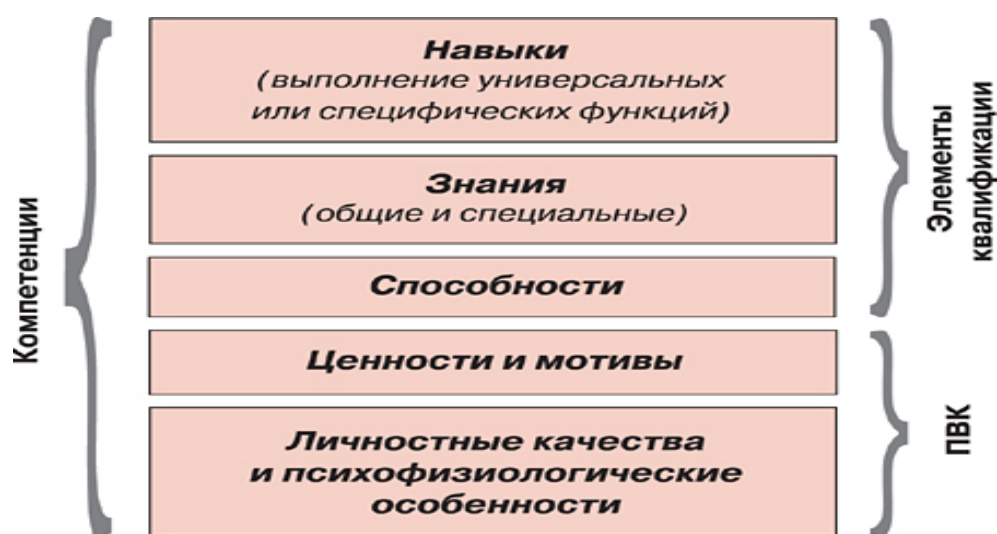 Компетенции
Навыки
(выполнение универсальных
или специфических функций)
Знания
(общие и специальные)
Способности
Ценности и мотивы
Личностные качества
и психофизиологические
особенности
Элементы
квалификации
ПВК